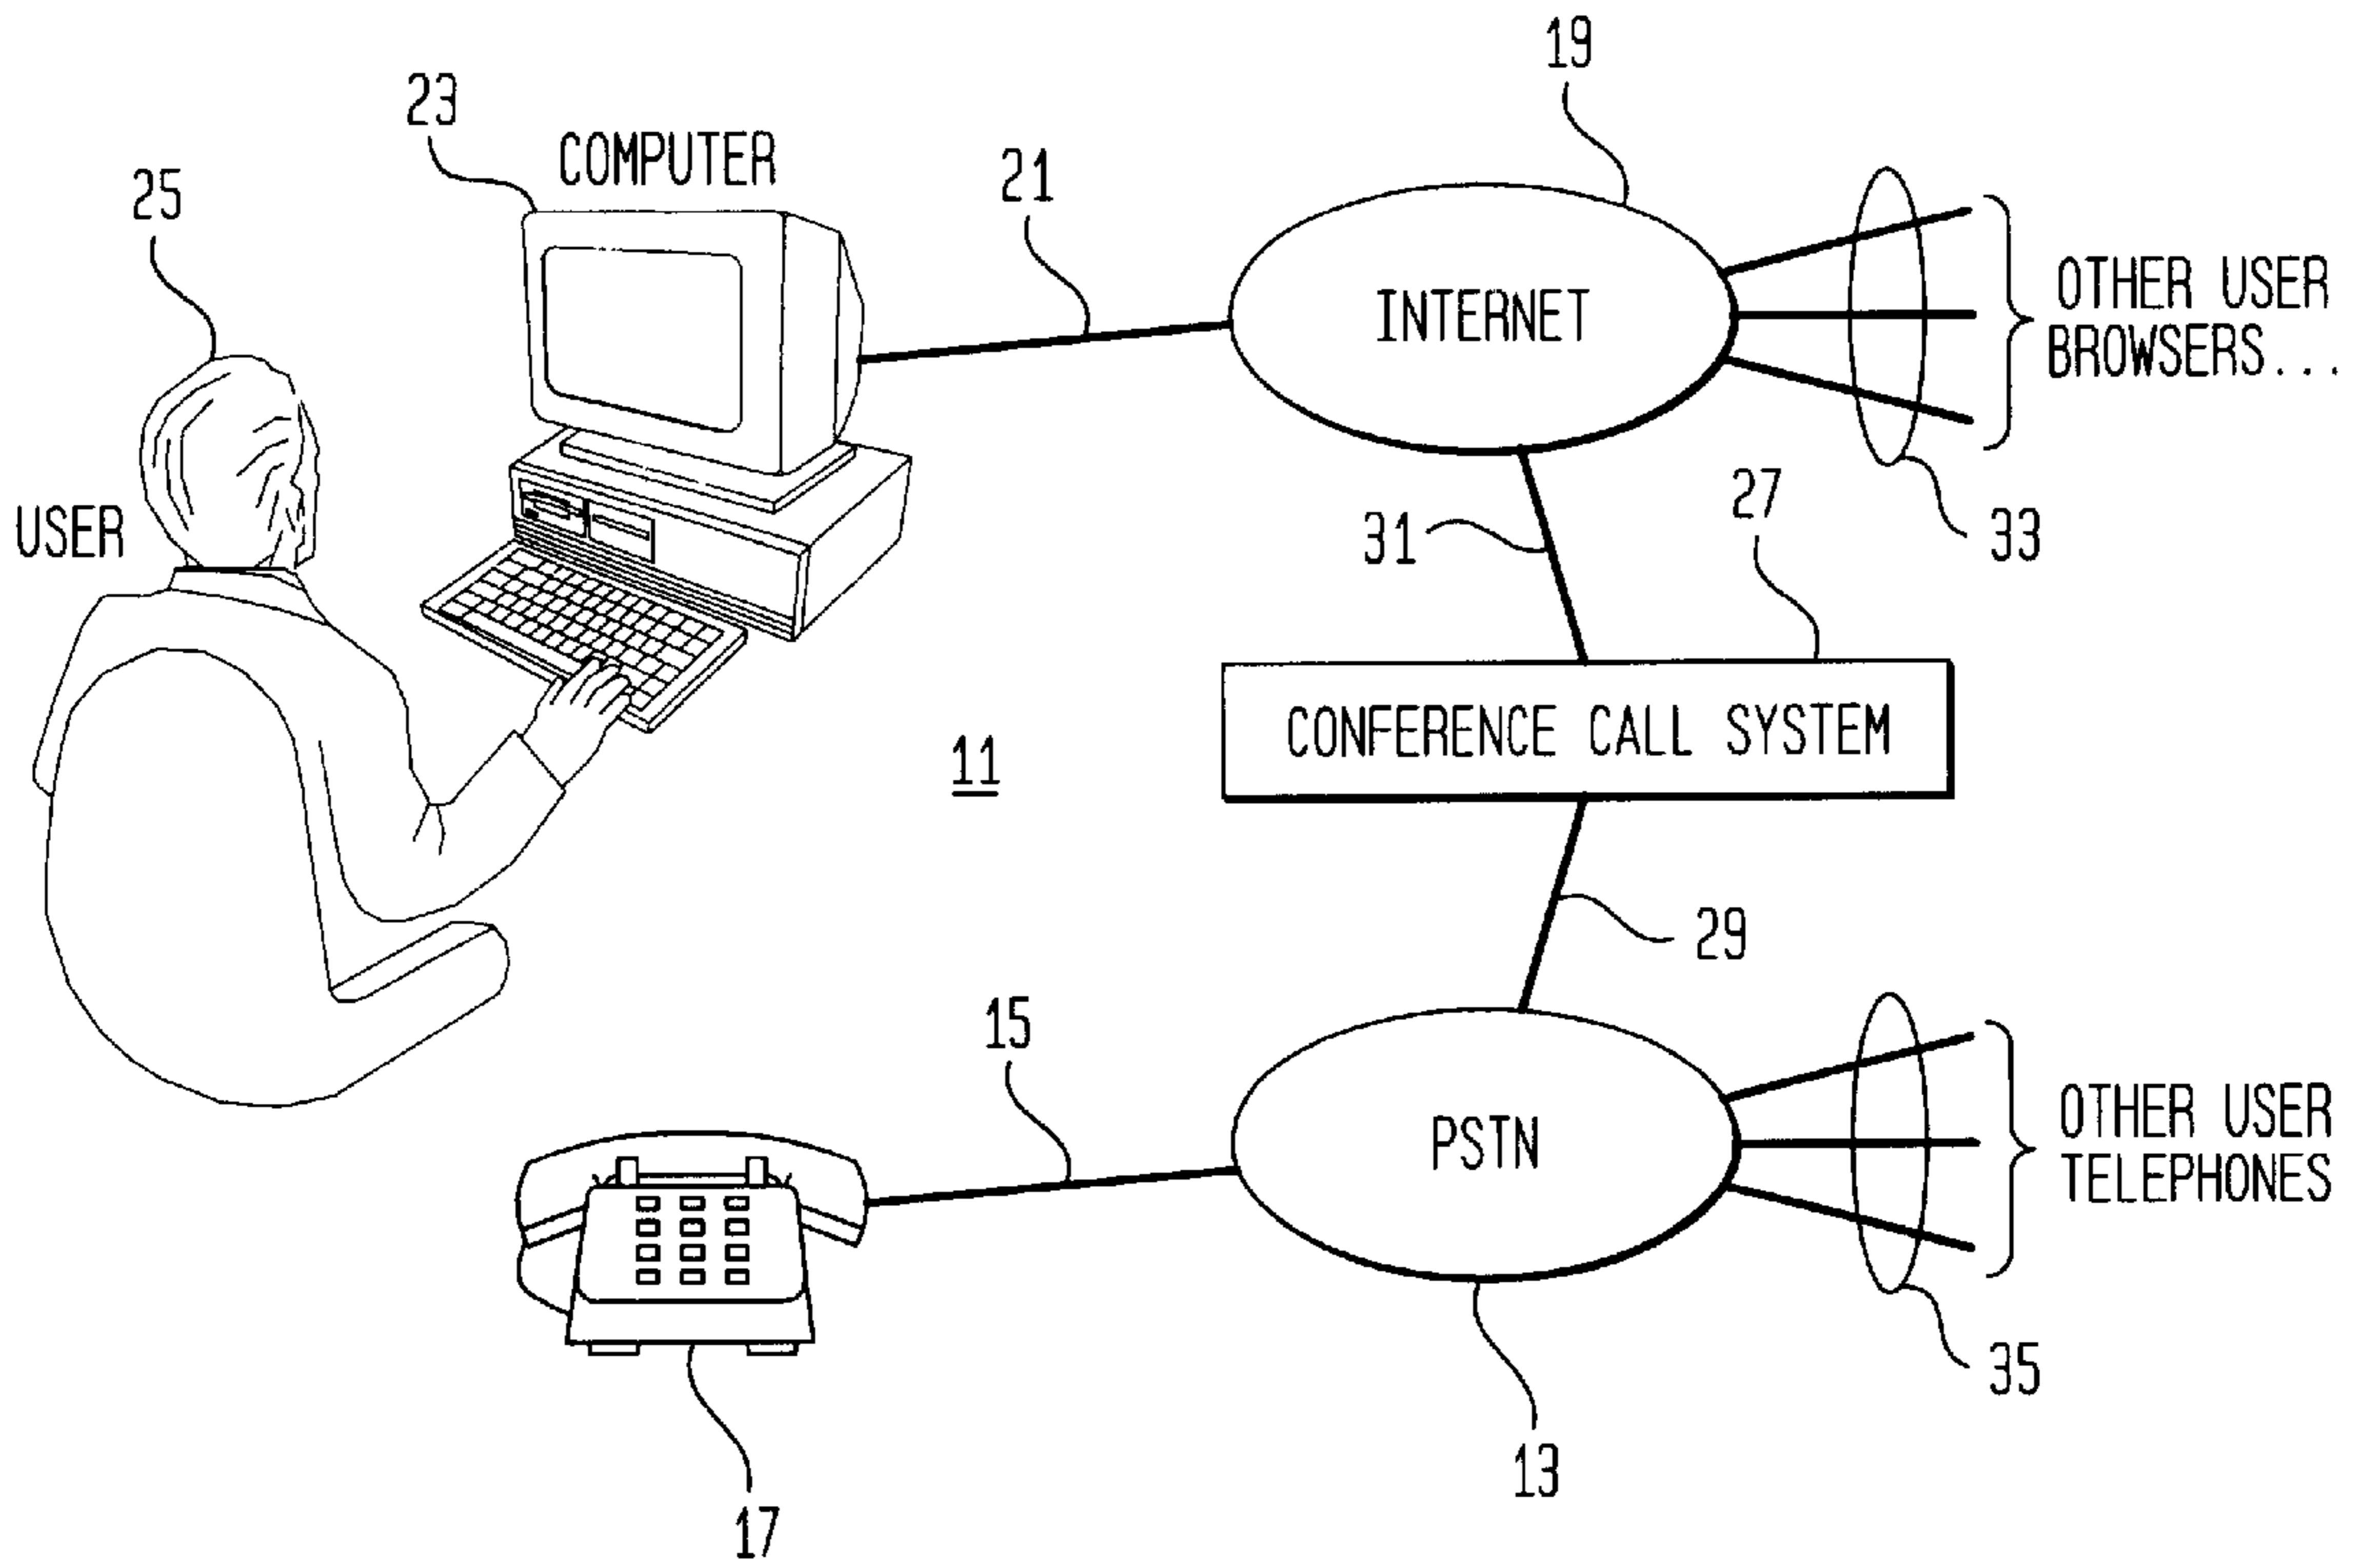 19
23
COMPUTER
21
25
INTERNET
OTHER USER
BROWSERS...
USER
31
27
33
CONFERENCE CALL SYSTEM
11
29
15
PSTN
OTHER USER
TELEPHONES
35
13
17